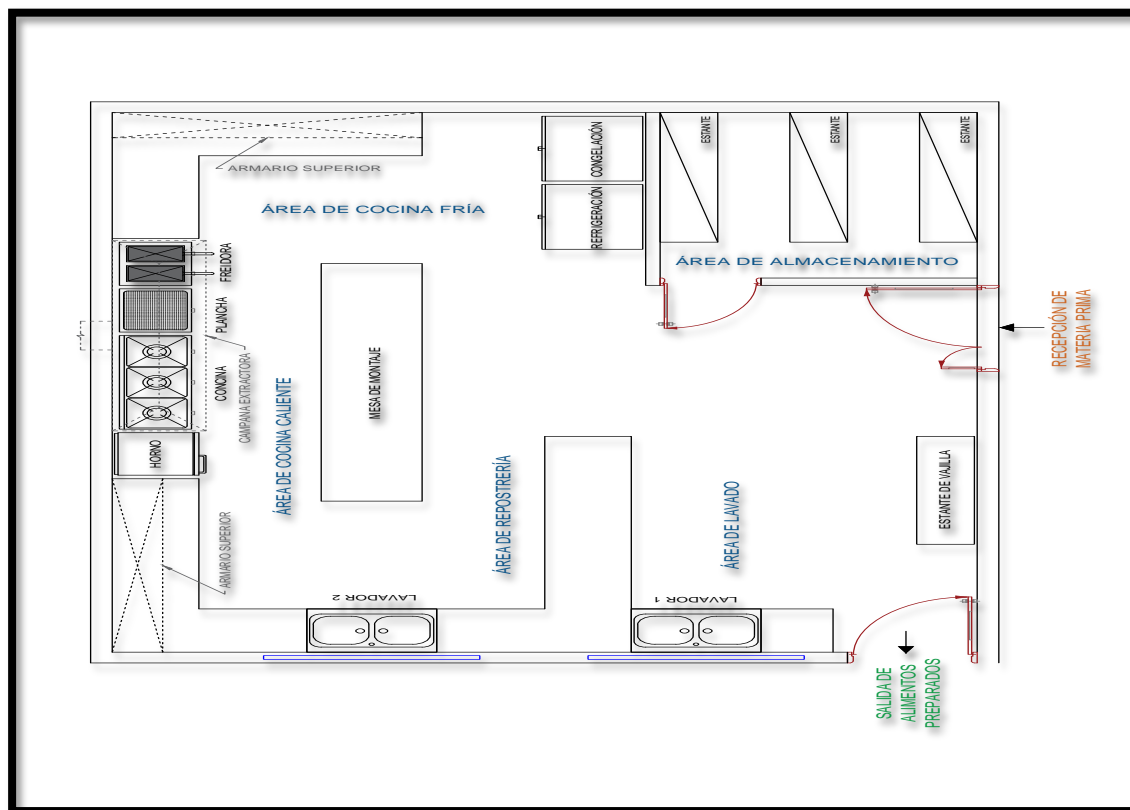 ESTANTE
ESTANTE
ESTANTE
CONGELACIÓN
ARMARIO SUPERIOR
ÁREA DE COCINA FRÍA
REFRIGERACIÓN
FREIDORA
ÁREA DE ALMACENAMIENTO
PLANCHA
RECEPCIÓN DE
MATERIA PRIMA
CONCINA
CAMPANA EXTRACTORA
MESA DE MONTAJE
HORNO
ÁREA DE COCINA CALIENTE
ÁREA DE REPOSTRERÍA
ÁREA DE LAVADO
ESTANTE DE VAJILLA
ARMARIO SUPERIOR
LAVADOR 2
LAVADOR 1
SALIDA DE
ALIMENTOS
PREPARADOS